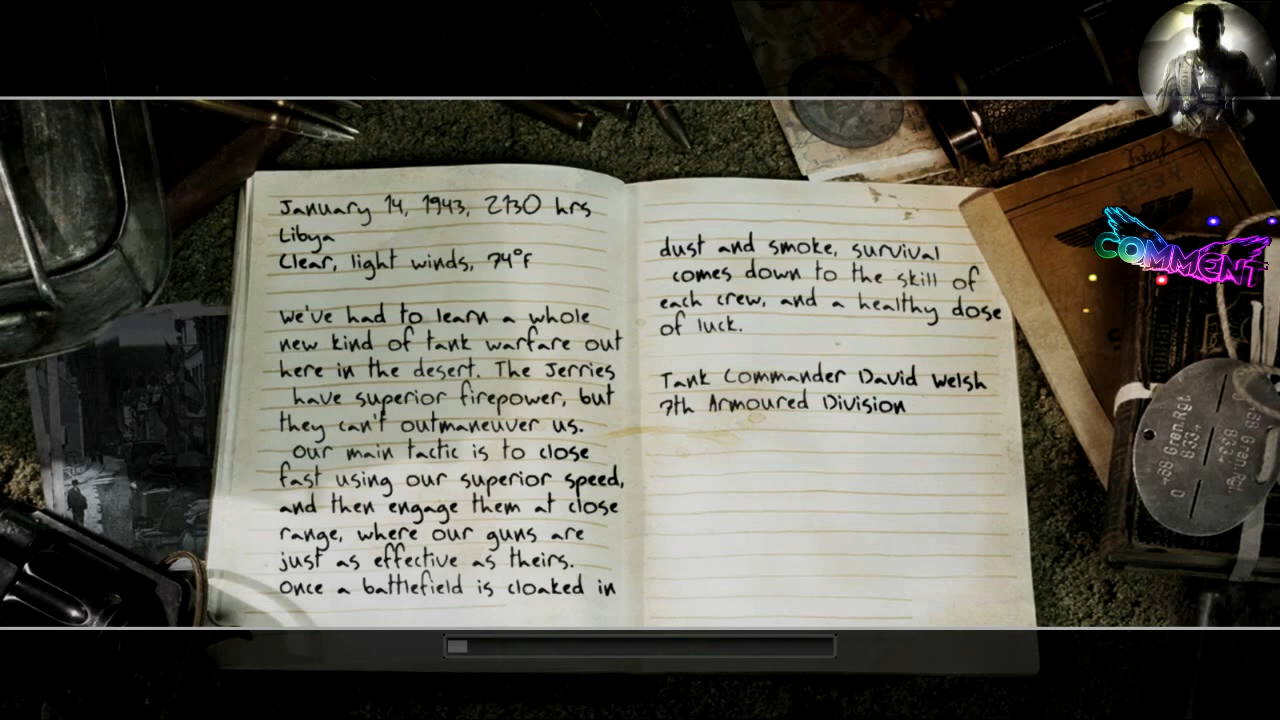 January 14, 1943, 2130 hrs
Libya
Clear, light winds, 74°F
We've had to learn a whole
new kind of tank warfare out
here in the desert. The Jerries
have superior firepower, but
they can't outmaneuver us.
Our main tactic is to close
fast using our superior speed,
and then engage them at close
range, where our guns are
just as effective as theirs.
Once a battlefield is cloaked in
dust and smoke, survival
comes down to the skill of
each crew, and a healthy dose
of luck.
Tank Commander David Welsh
7th Armoured Division
COMMENT